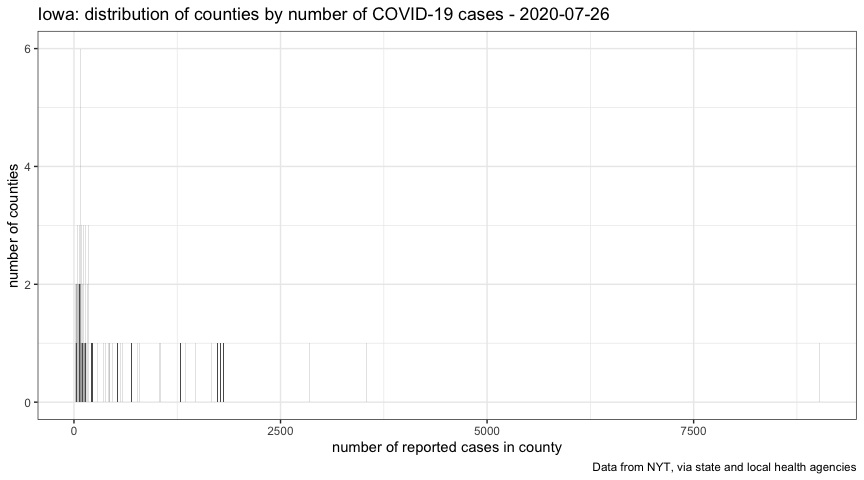 Iowa: distribution of counties by number of COVID-19 cases - 2020-07-26
6
4
2
0
number of counties
0 2500 5000 7500
number of reported cases in county
Data from NYT, via state and local health agencies